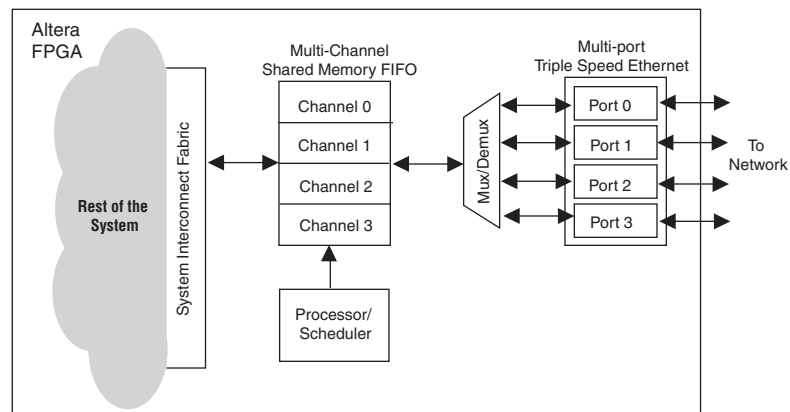 Altera
FPGA
Rest of the
System
System Interconnect Fabric
Multi-Channel
Shared Memory FIFO
Channel 0
Channel 1
Channel 2
Channel 3
Processor/
Scheduler
Mux/Demux
Multi-port
Triple Speed Ethernet
Port 0
Port 1
Port 2
Port 3
To
Network